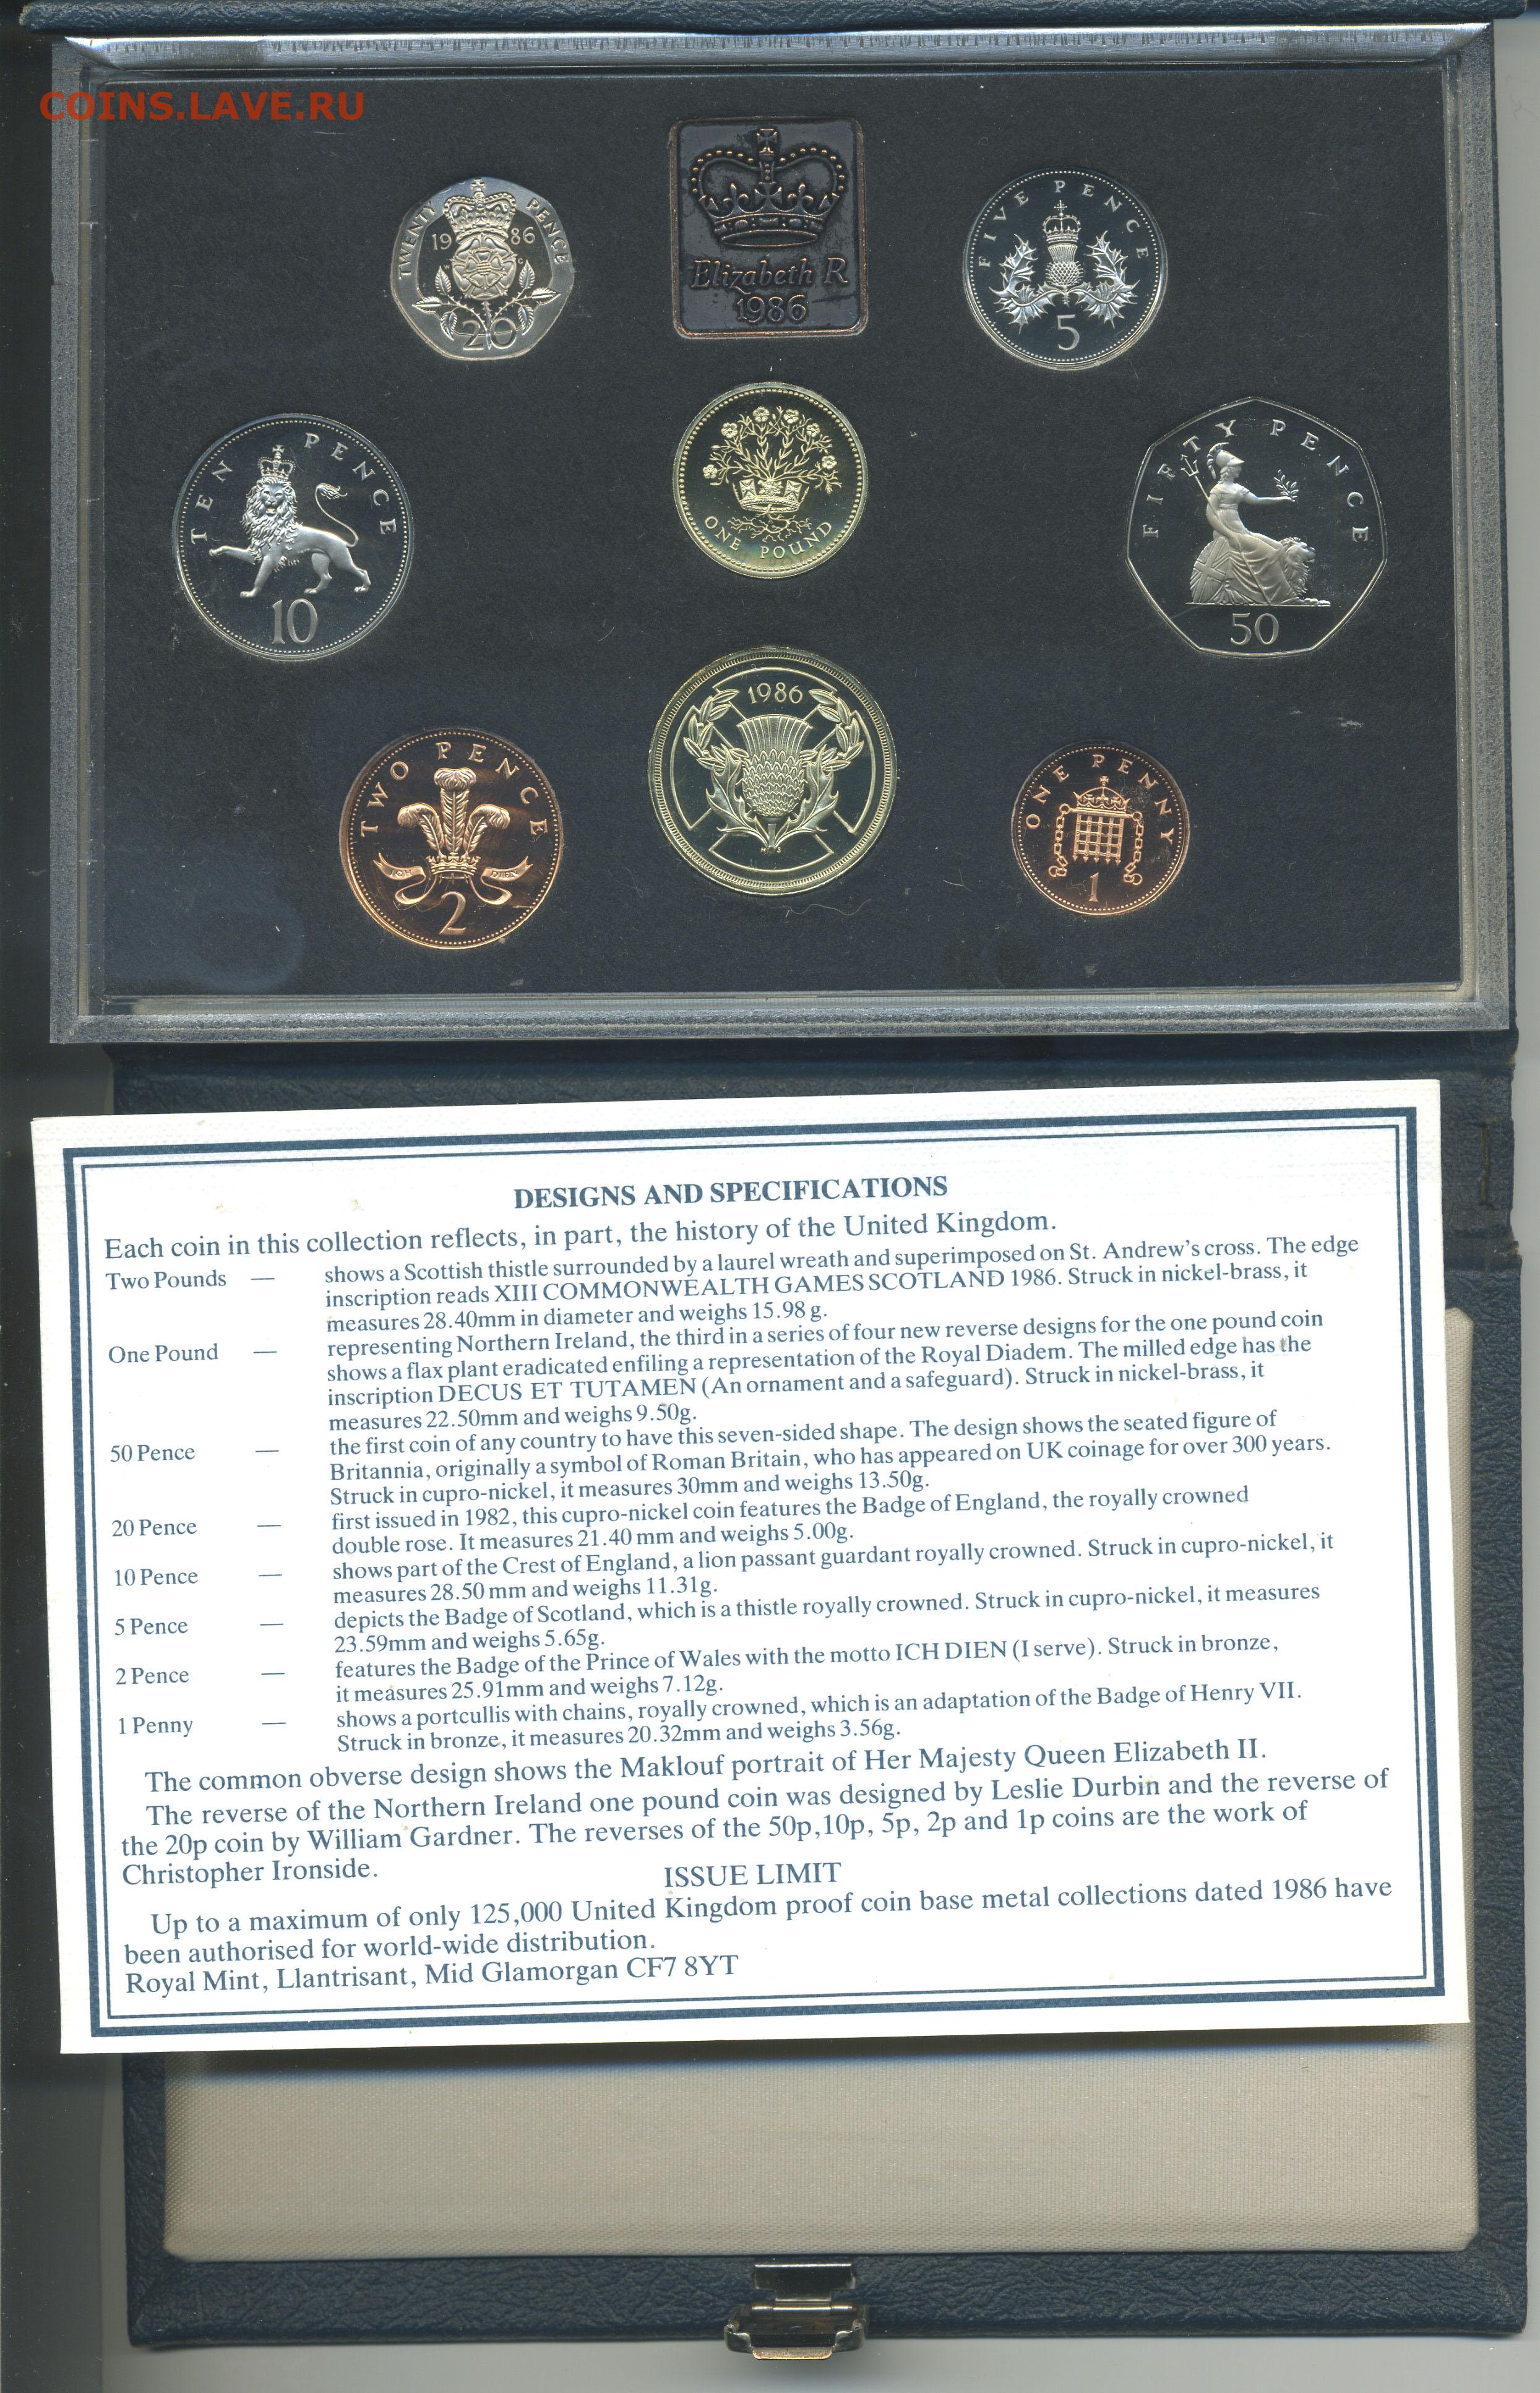 COINS.LAVE.RU
TWENTY PENCE
1986
20
Elizabeth R
1986
FIVE PENCE
5
TEN PENCE
10
ONE POUND
FIFTY PENCE
50
TWO PENCE
ICH DIEN
2
1986
ONE PENNY
1
DESIGNS AND SPECIFICATIONS
Each coin in this collection reflects, in part, the history of the United Kingdom.
Two Pounds — shows a Scottish thistle surrounded by a laurel wreath and superimposed on St. Andrew's cross. The edge
inscription reads XIII COMMONWEALTH GAMES SCOTLAND 1986. Struck in nickel-brass, it
measures 28.40mm in diameter and weighs 15.98 g.
One Pound — representing Northern Ireland, the third in a series of four new reverse designs for the one pound coin
shows a flax plant eradicated enfiling a representation of the Royal Diadem. The milled edge has the
inscription DECUS ET TUTAMEN (An ornament and a safeguard). Struck in nickel-brass, it
measures 22.50mm and weighs 9.50g.
50 Pence — the first coin of any country to have this seven-sided shape. The design shows the seated figure of
Britannia, originally a symbol of Roman Britain, who has appeared on UK coinage for over 300 years.
Struck in cupro-nickel, it measures 30mm and weighs 13.50g.
20 Pence — first issued in 1982, this cupro-nickel coin features the Badge of England, the royally crowned
double rose. It measures 21.40 mm and weighs 5.00g.
10 Pence — shows part of the Crest of England, a lion passant guardant royally crowned. Struck in cupro-nickel, it
measures 28.50 mm and weighs 11.31g.
5 Pence — depicts the Badge of Scotland, which is a thistle royally crowned. Struck in cupro-nickel, it measures
23.59mm and weighs 5.65g.
2 Pence — features the Badge of the Prince of Wales with the motto ICH DIEN (I serve). Struck in bronze,
it measures 25.91mm and weighs 7.12g.
1 Penny — shows a portcullis with chains, royally crowned, which is an adaptation of the Badge of Henry VII.
Struck in bronze, it measures 20.32mm and weighs 3.56g.
The common obverse design shows the Maklouf portrait of Her Majesty Queen Elizabeth II.
The reverse of the Northern Ireland one pound coin was designed by Leslie Durbin and the reverse of
the 20p coin by William Gardner. The reverses of the 50p, 10p, 5p, 2p and 1p coins are the work of
Christopher Ironside.
ISSUE LIMIT
Up to a maximum of only 125,000 United Kingdom proof coin base metal collections dated 1986 have
been authorised for world-wide distribution.
Royal Mint, Llantrisant, Mid Glamorgan CF7 8YT